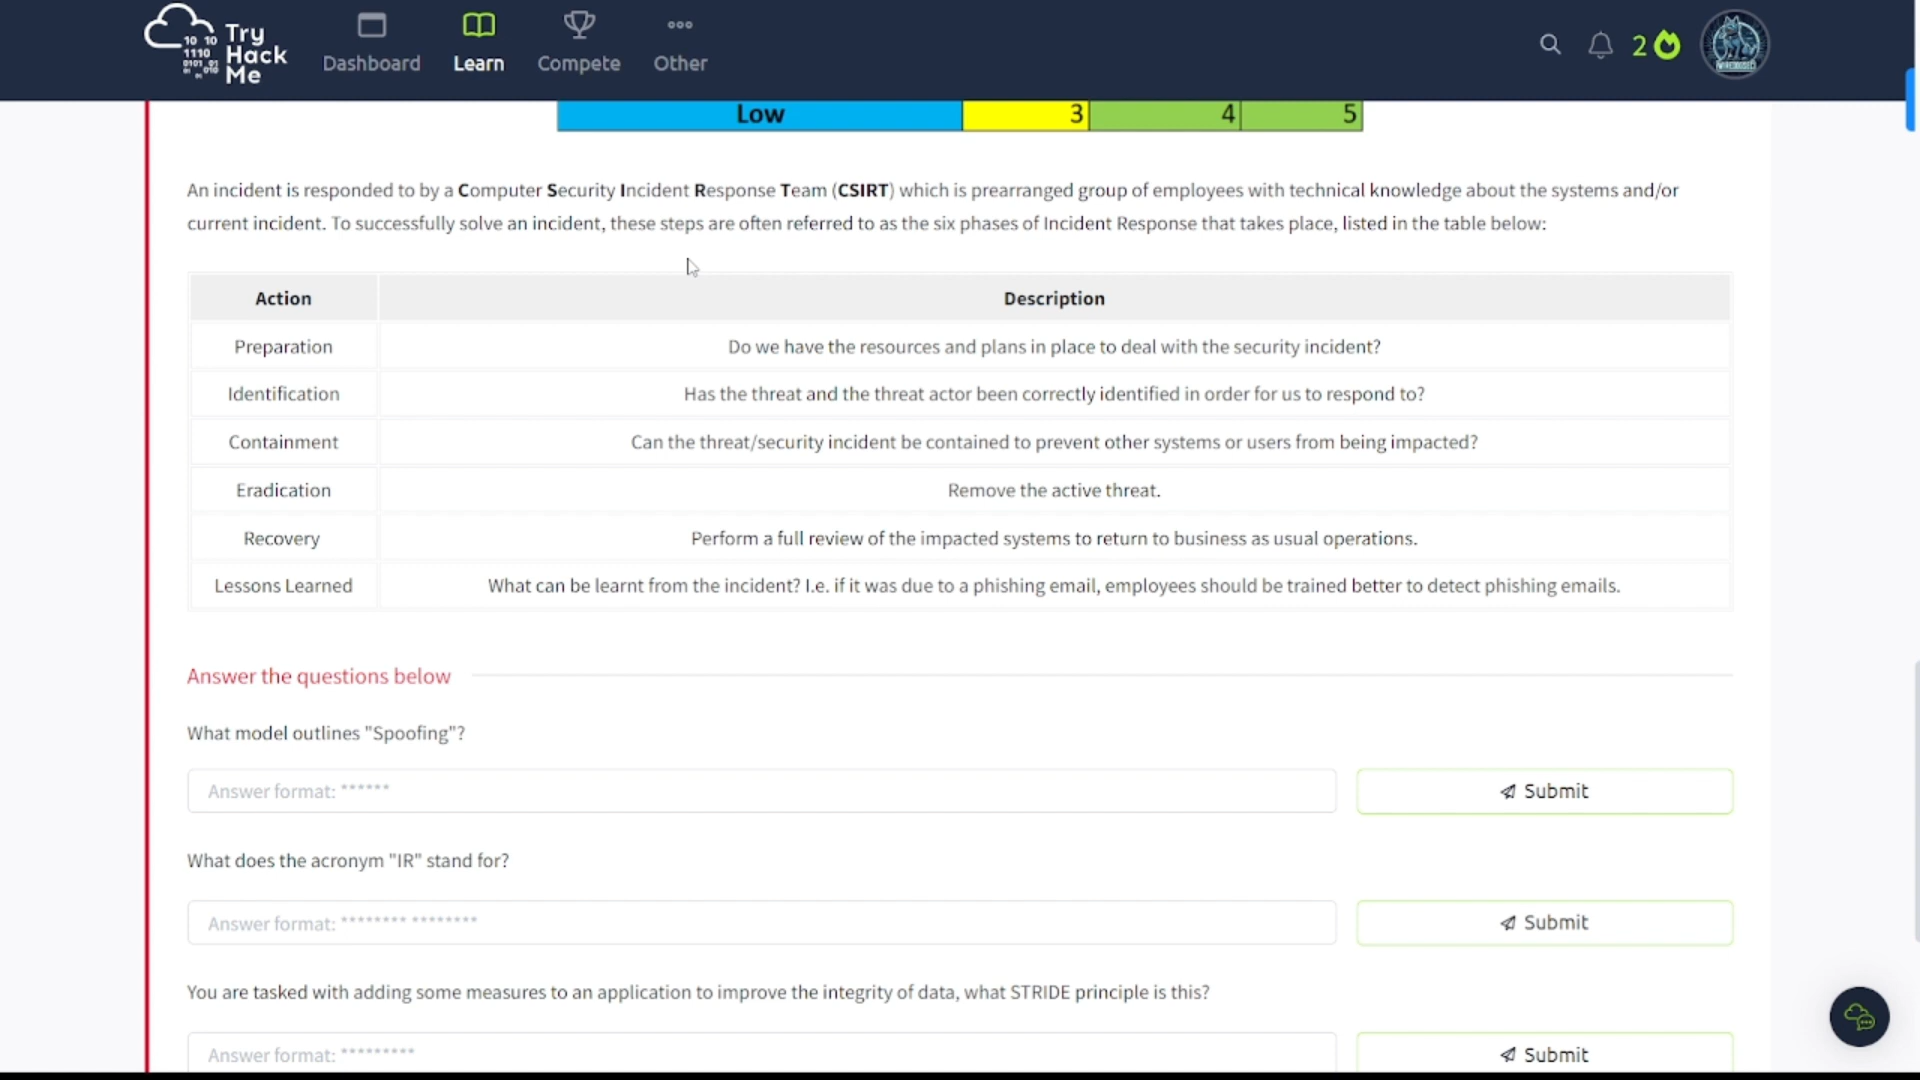 Try
Hack
Me
10 10
1110
Dashboard
Learn
Compete
Other
2
Low 3 4 5
An incident is responded to by a Computer Security Incident Response Team (CSIRT) which is prearranged group of employees with technical knowledge about the systems and/or
current incident. To successfully solve an incident, these steps are often referred to as the six phases of Incident Response that takes place, listed in the table below:
Action Description
Preparation Do we have the resources and plans in place to deal with the security incident?
Identification Has the threat and the threat actor been correctly identified in order for us to respond to?
Containment Can the threat/security incident be contained to prevent other systems or users from being impacted?
Eradication Remove the active threat.
Recovery Perform a full review of the impacted systems to return to business as usual operations.
Lessons Learned What can be learnt from the incident? I.e. if it was due to a phishing email, employees should be trained better to detect phishing emails.
Answer the questions below
What model outlines "Spoofing"?
Answer format: ******
Submit
What does the acronym "IR" stand for?
Answer format: ******** ********
Submit
You are tasked with adding some measures to an application to improve the integrity of data, what STRIDE principle is this?
Answer format: *********
Submit